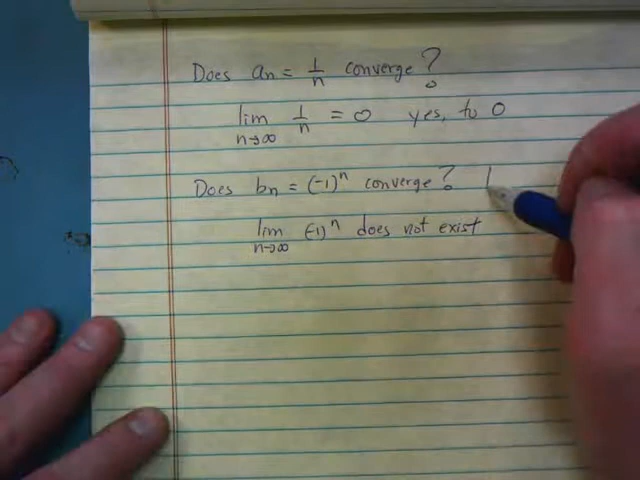 Does aₙ = 1/n converge?
lim n→∞ 1/n = 0 yes, to 0
Does bₙ = (-1)ⁿ converge?
lim n→∞ (-1)ⁿ does not exist